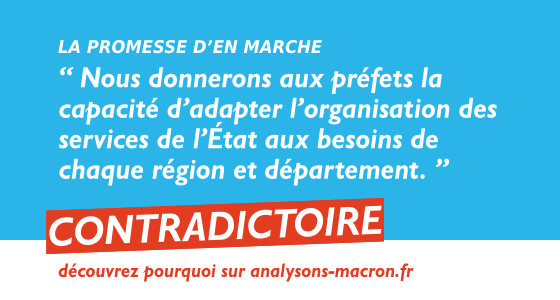 LA PROMESSE D’EN MARCHE
“ Nous donnerons aux préfets la
capacité d’adapter l’organisation des
services de l’État aux besoins de
chaque région et département. ”
CONTRADICTOIRE
découvrez pourquoi sur analysons-macron.fr